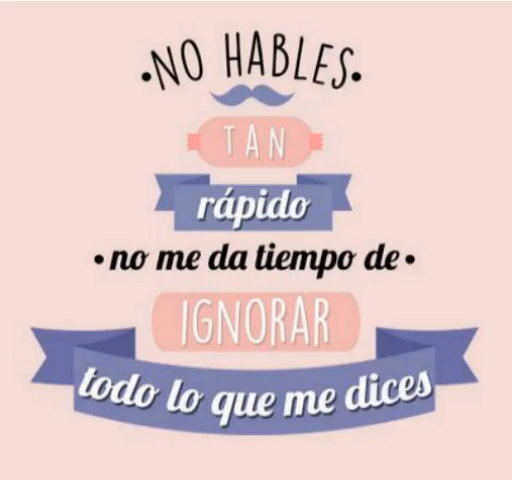 •NO HABLES•
TAN
rápido
•no me da tiempo de•
IGNORAR
todo lo que me dices